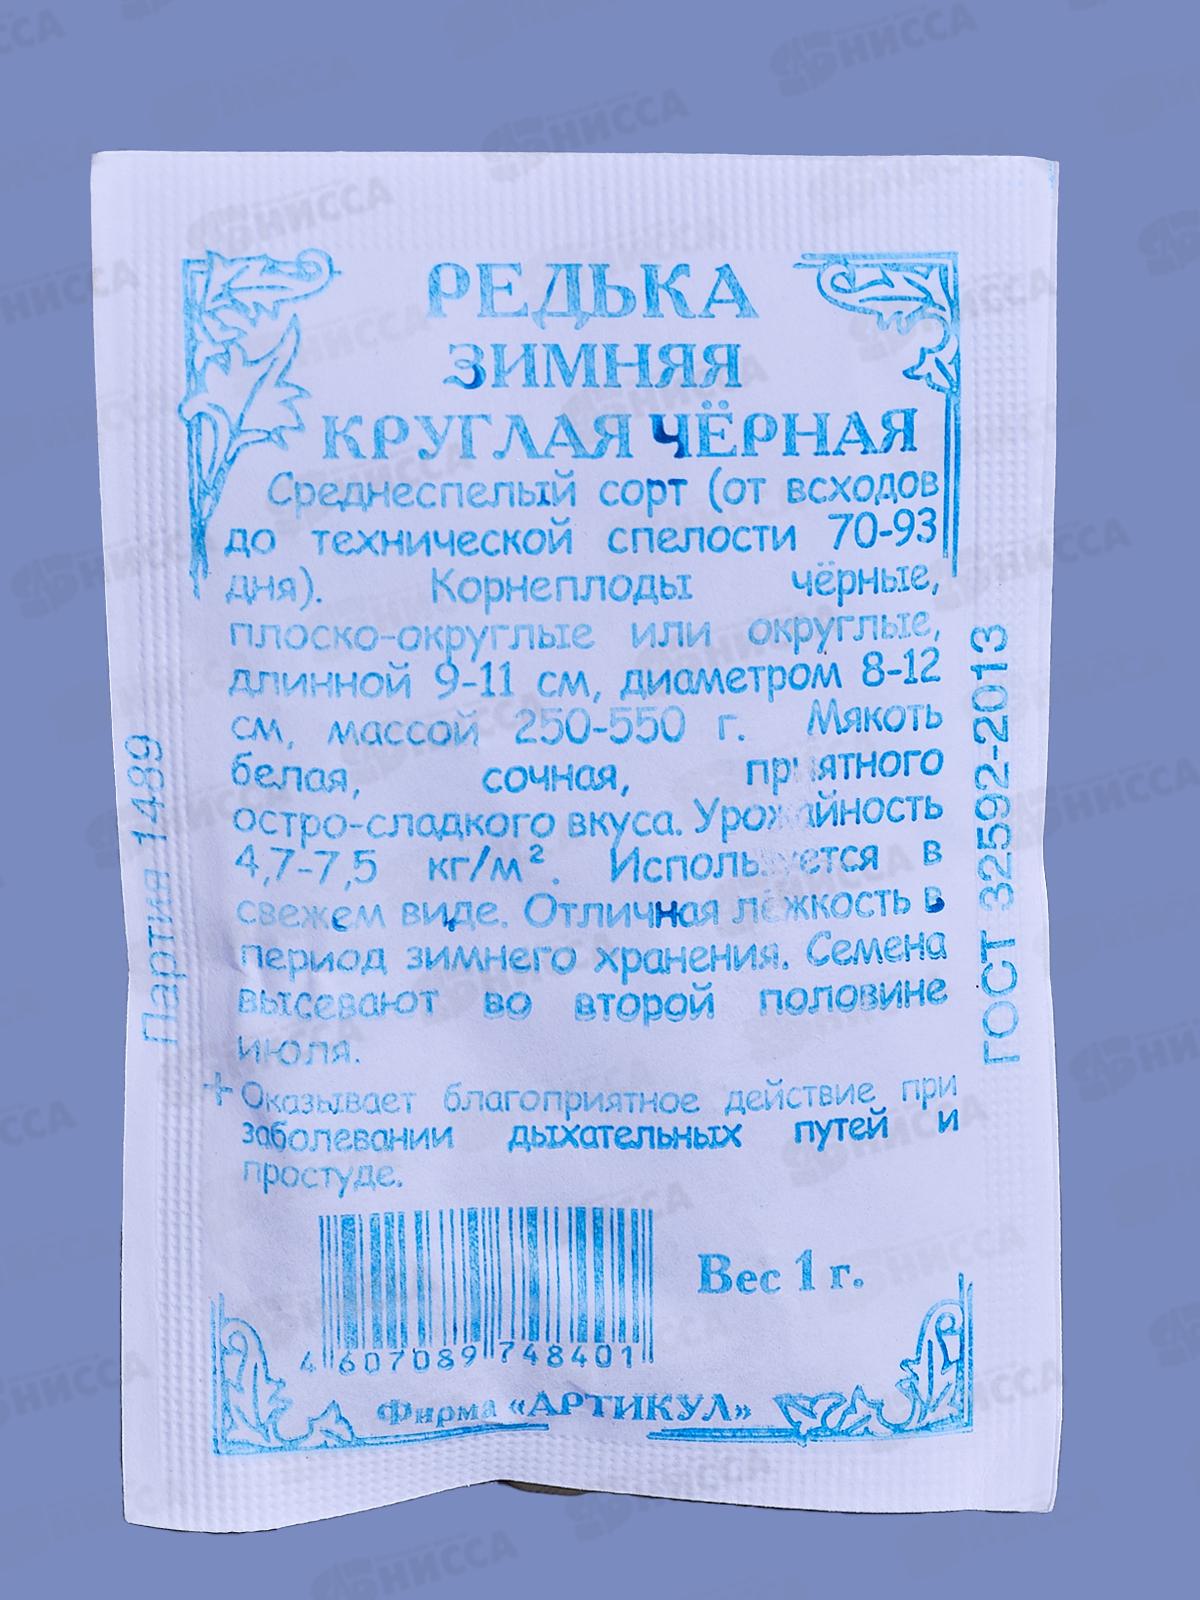 РЕДЬКА
ЗИМНЯЯ
КРУГЛАЯ ЧЁРНАЯ
Среднеспелый сорт (от всходов
до технической спелости 70-93
дня). Корнеплоды чёрные,
плоско-округлые или округлые,
длинной 9-11 см, диаметром 8-12
см, массой 250-550 г. Мякоть
белая, сочная, приятного
остро-сладкого вкуса. Урожайность
4,7-7,5 кг/м². Используется в
свежем виде. Отличная лёжкость в
период зимнего хранения. Семена
высевают во второй половине
июля.
+ Оказывает благоприятное действие при
заболевании дыхательных путей и
простуде.
Вес 1 г.
4 607089 748401
Фирма «АРТИКУЛ»
Партия 1489
ГОСТ 32592-2013
НИССА